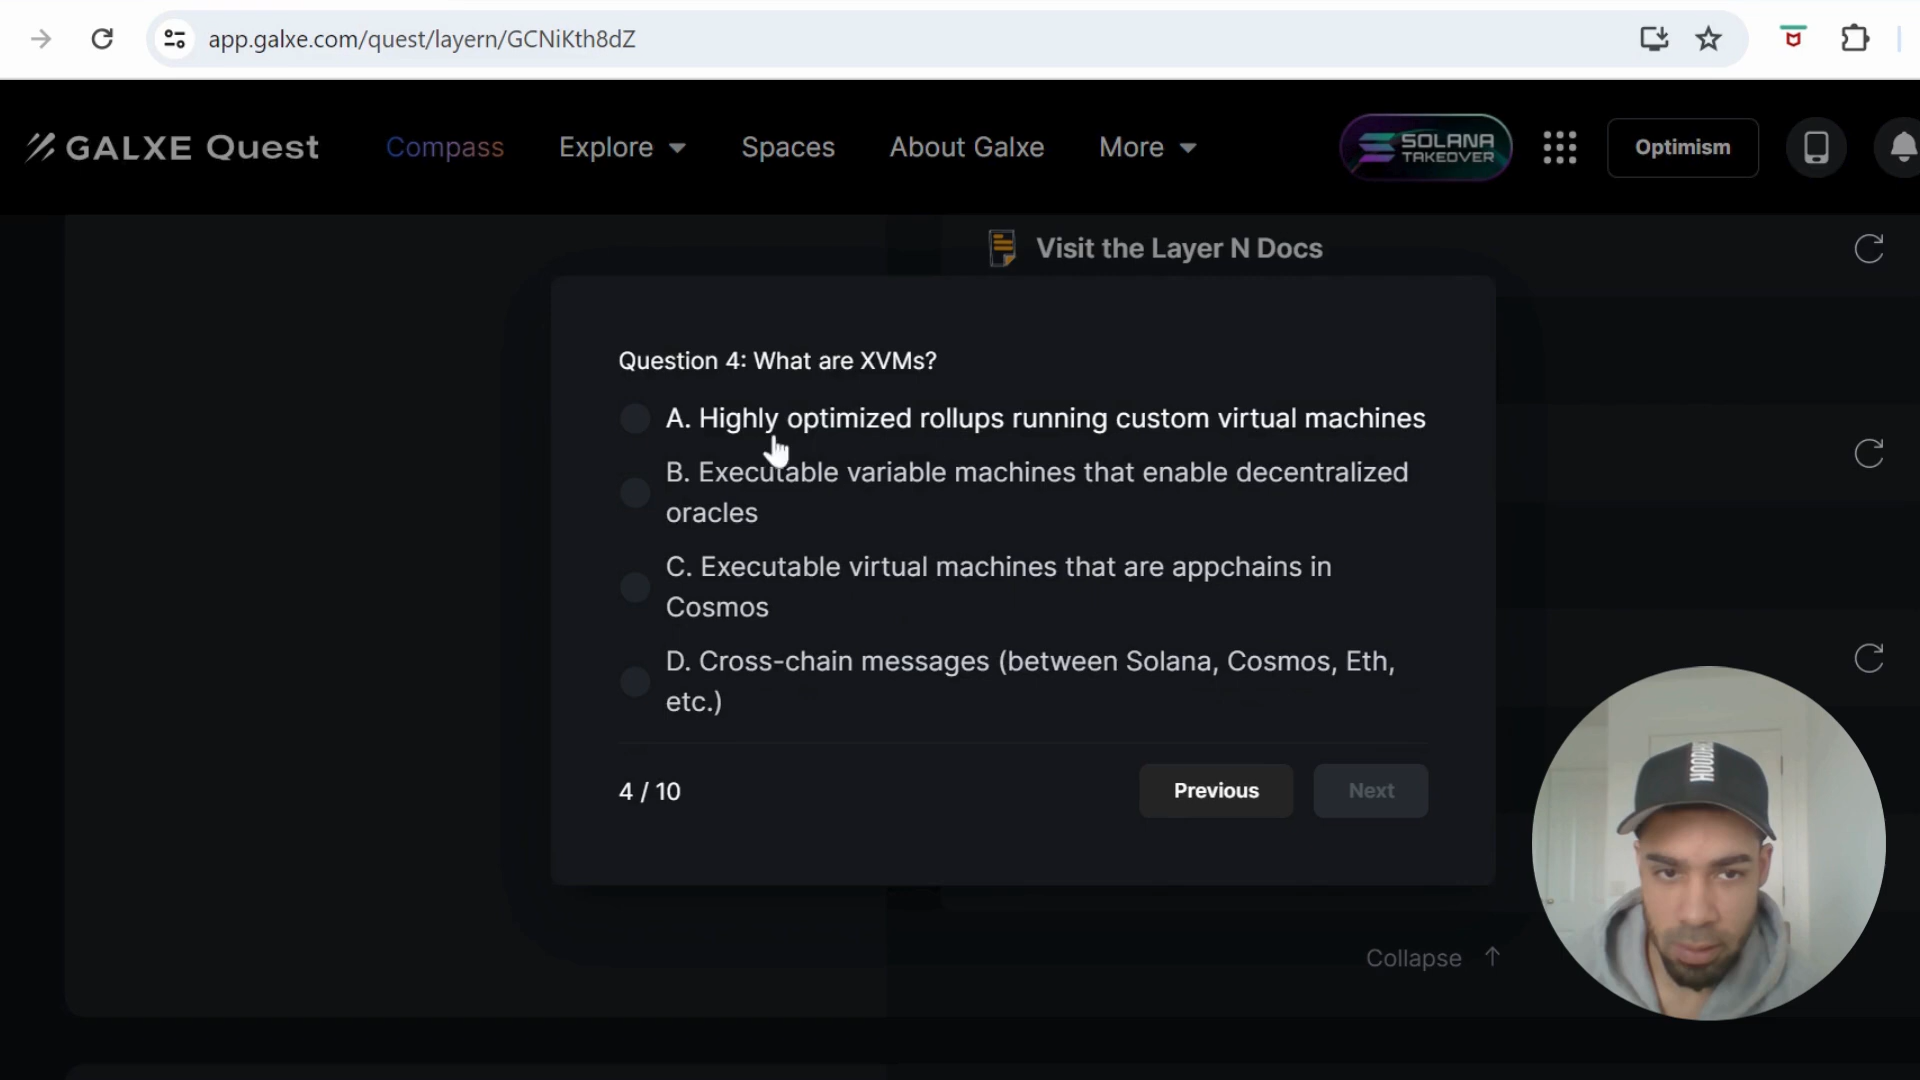 app.galxe.com/quest/layern/GCNiKth8dZ
GALXE Quest
Compass
Explore
Spaces
About Galxe
More
SOLANA
TAKEOVER
Optimism
Visit the Layer N Docs
Question 4: What are XVMs?
A. Highly optimized rollups running custom virtual machines
B. Executable variable machines that enable decentralized
oracles
C. Executable virtual machines that are appchains in
Cosmos
D. Cross-chain messages (between Solana, Cosmos, Eth,
etc.)
4 / 10
Previous
Next
Collapse